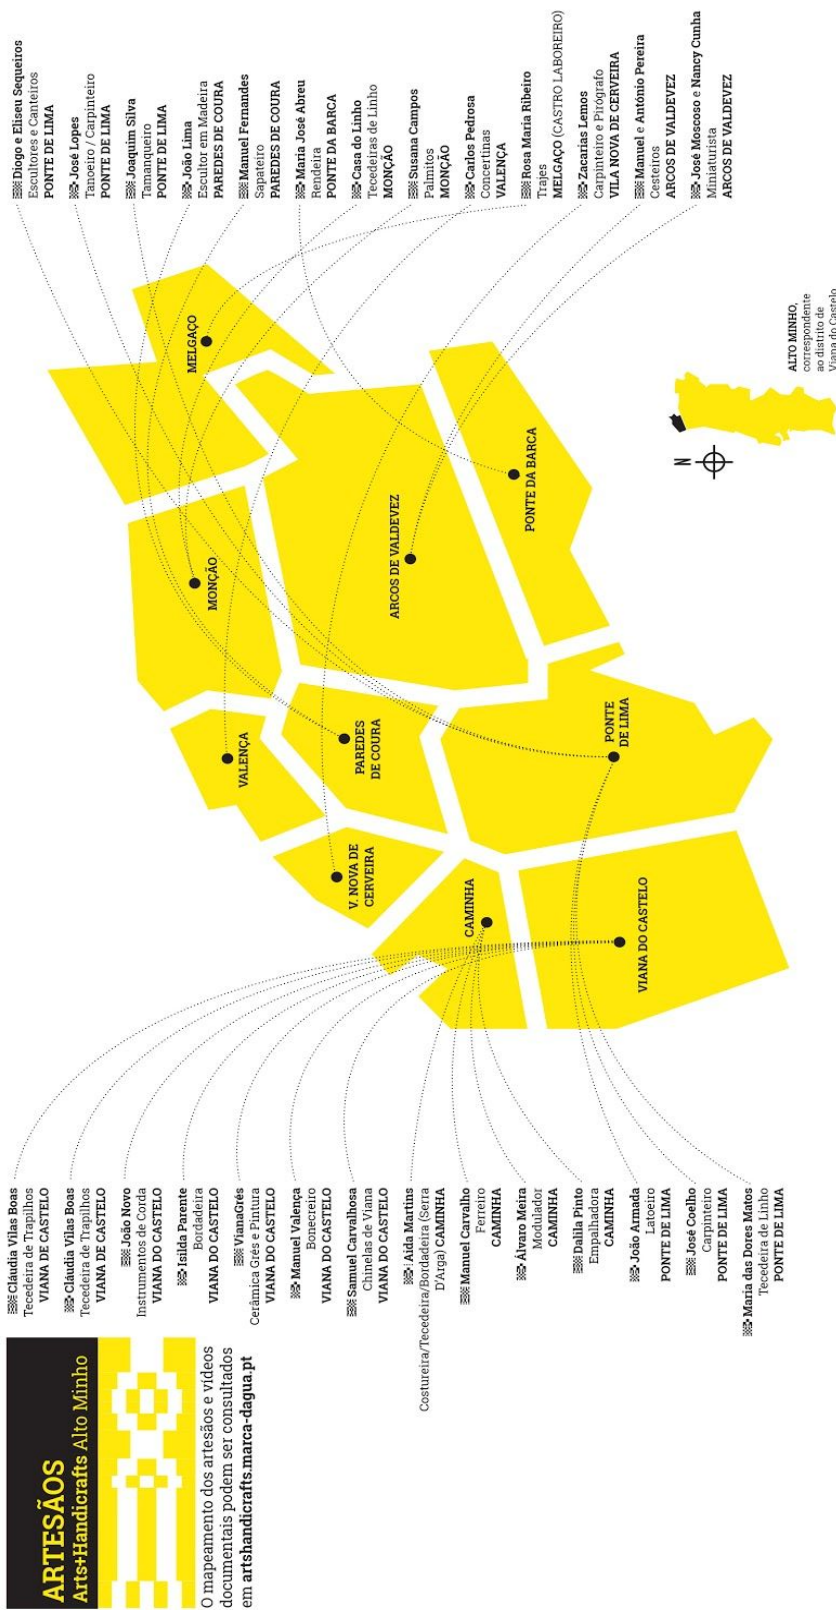 ARTESÃOS
Arts+Handicrafts Alto Minho
O mapeamento dos artesãos e vídeos
documentais podem ser consultados
em artshandicrafts.marca-dagua.pt
Cláudia Vilas Boas
Tecedeira de Trapilhos
VIANA DE CASTELO
Cláudia Vilas Boas
Tecedeira de Trapilhos
VIANA DE CASTELO
João Novo
Instrumentos de Corda
VIANA DO CASTELO
Isilda Parente
Bordadeira
VIANA DO CASTELO
VianaGrés
Cerâmica Grés e Pintura
VIANA DO CASTELO
Manuel Valença
Bonecreiro
VIANA DO CASTELO
Samuel Carvalhosa
Chinelas de Viana
VIANA DO CASTELO
Aida Martins
Costureira/Tecedeira/Bordadeira (Serra
D'Arga) CAMINHA
Manuel Carvalho
Ferreiro
CAMINHA
Álvaro Meira
Modulador
CAMINHA
Dalila Pinto
Empalhadora
CAMINHA
João Armada
Latoeiro
PONTE DE LIMA
José Coelho
Carpinteiro
PONTE DE LIMA
Maria das Dores Matos
Tecedeira de Linho
PONTE DE LIMA
MELGAÇO
MONÇÃO
VALENÇA
V. NOVA DE
CERVEIRA
PAREDES
DE COURA
ARCOS DE VALDEVEZ
CAMINHA
PONTE DA BARCA
PONTE
DE LIMA
VIANA DO CASTELO
Diogo e Eliseu Sequeiros
Escultores e Canteiros
PONTE DE LIMA
José Lopes
Tanoeiro / Carpinteiro
PONTE DE LIMA
Joaquim Silva
Tamanqueiro
PONTE DE LIMA
João Lima
Escultor em Madeira
PAREDES DE COURA
Manuel Fernandes
Sapateiro
PAREDES DE COURA
Maria José Abreu
Rendeira
PONTE DA BARCA
Casa do Linho
Tecedeiras de Linho
MONÇÃO
Susana Campos
Palmitos
MONÇÃO
Carlos Pedrosa
Concertinas
VALENÇA
Rosa Maria Ribeiro
Trajes
MELGAÇO (CASTRO LABOREIRO)
Zacarias Lemos
Carpinteiro e Pirógrafo
VILA NOVA DE CERVEIRA
Manuel e António Pereira
Cesteiros
ARCOS DE VALDEVEZ
José Moscoso e Nancy Cunha
Miniaturista
ARCOS DE VALDEVEZ
N
ALTO MINHO,
correspondente
ao distrito de
Viana do Castelo